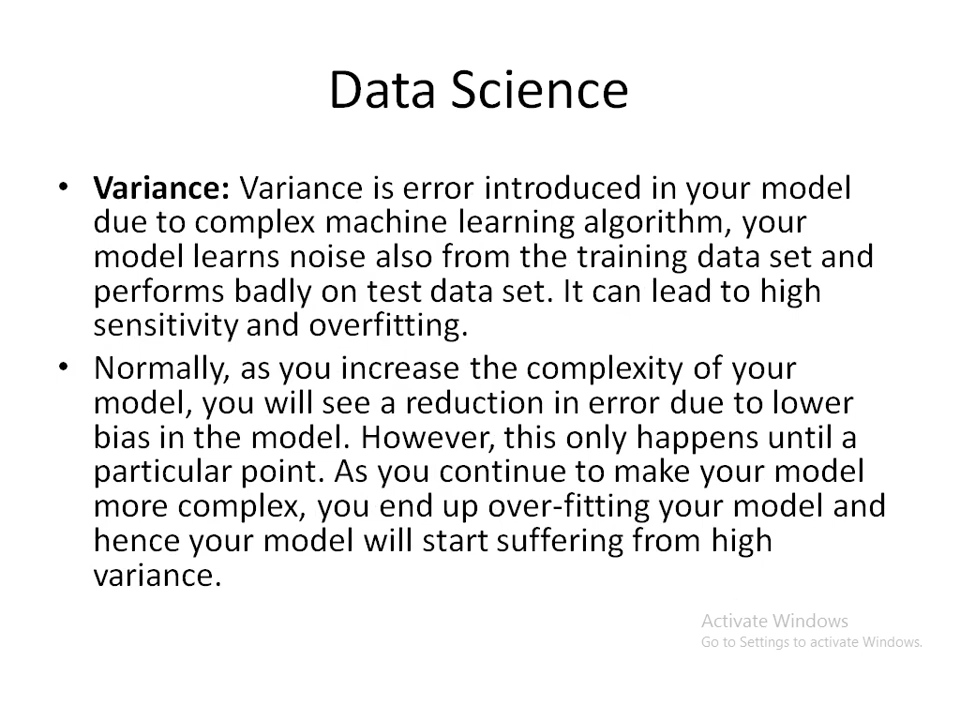 Data Science
• Variance: Variance is error introduced in your model
due to complex machine learning algorithm, your
model learns noise also from the training data set and
performs badly on test data set. It can lead to high
sensitivity and overfitting.
• Normally, as you increase the complexity of your
model, you will see a reduction in error due to lower
bias in the model. However, this only happens until a
particular point. As you continue to make your model
more complex, you end up over-fitting your model and
hence your model will start suffering from high
variance.
Activate Windows
Go to Settings to activate Windows.